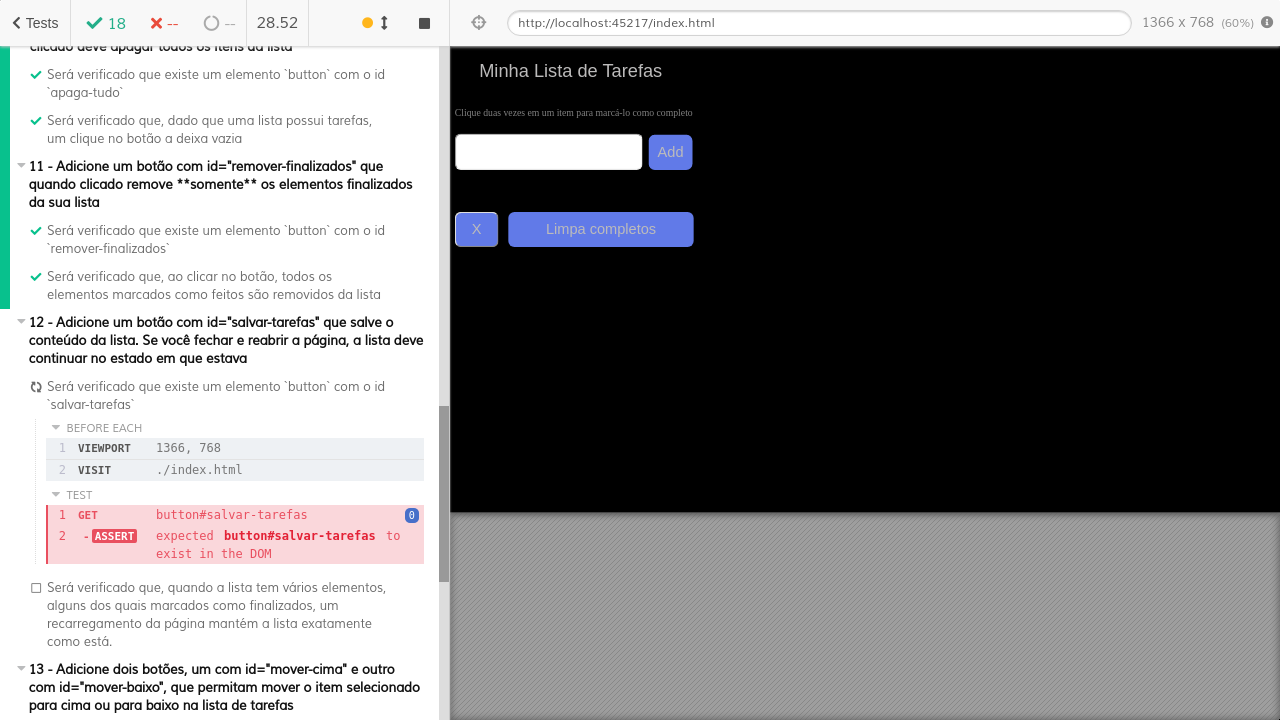 Tests
18
--
--
28.52
http://localhost:45217/index.html
1366 x 768 (60%)
clicado deve apagar todos os itens da lista
Será verificado que existe um elemento `button` com o id
`apaga-tudo`
Será verificado que, dado que uma lista possui tarefas,
um clique no botão a deixa vazia
11 - Adicione um botão com id="remover-finalizados" que
quando clicado remove **somente** os elementos finalizados
da sua lista
Será verificado que existe um elemento `button` com o id
`remover-finalizados`
Será verificado que, ao clicar no botão, todos os
elementos marcados como feitos são removidos da lista
12 - Adicione um botão com id="salvar-tarefas" que salve o
conteúdo da lista. Se você fechar e reabrir a página, a lista deve
continuar no estado em que estava
Será verificado que existe um elemento `button` com o id
`salvar-tarefas`
BEFORE EACH
1 VIEWPORT 1366, 768
2 VISIT ./index.html
TEST
1 GET button#salvar-tarefas 0
2 -ASSERT expected button#salvar-tarefas to
exist in the DOM
Será verificado que, quando a lista tem vários elementos,
alguns dos quais marcados como finalizados, um
recarregamento da página mantém a lista exatamente
como está.
13 - Adicione dois botões, um com id="mover-cima" e outro
com id="mover-baixo", que permitam mover o item selecionado
para cima ou para baixo na lista de tarefas
Minha Lista de Tarefas
Clique duas vezes em um item para marcá-lo como completo
Add
X
Limpa completos